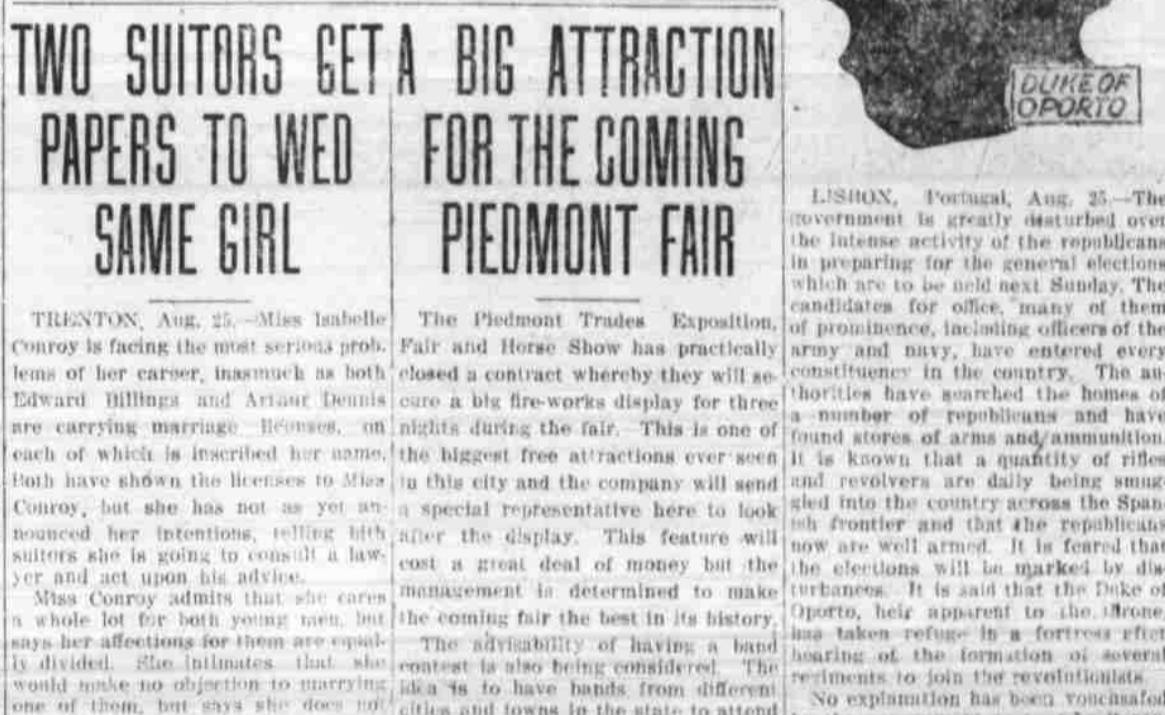 TWO SUITORS GET
PAPERS TO WED
SAME GIRL
TRENTON, Aug. 25.—Miss Isabelle
Conroy is facing the most serious prob-
lems of her career, inasmuch as both
Edward Billings and Artaur Dennis
are carrying marriage licenses, on
each of which is inscribed her name.
Both have shown the licenses to Miss
Conroy, but she has not as yet an-
nounced her intentions, telling bith
suitors she is going to consult a law-
yer and act upon his advice.
Miss Conroy admits that she cares
a whole lot for both young men, but
says her affections for them are equal-
ly divided. She intimates that she
would make no objection to marrying
one of them, but says she does not
A BIG ATTRACTION
FOR THE COMING
PIEDMONT FAIR
The Piedmont Trades Exposition,
Fair and Horse Show has practically
closed a contract whereby they will se-
cure a big fire-works display for three
nights during the fair. This is one of
the biggest free attractions ever seen
in this city and the company will send
a special representative here to look
after the display. This feature will
cost a great deal of money but the
management is determined to make
the coming fair the best in its history.
The advisability of having a band
contest is also being considered. The
idea is to have bands from different
cities and towns in the state to attend
DUKE OF
OPORTO
LISBON, Portugal, Aug. 25.—The
government is greatly disturbed over
the intense activity of the republicans
in preparing for the general elections
which are to be held next Sunday. The
candidates for office, many of them
of prominence, including officers of the
army and navy, have entered every
constituency in the country. The au-
thorities have searched the homes of
a number of republicans and have
found stores of arms and ammunition.
It is known that a quantity of rifles
and revolvers are daily being smug-
gled into the country across the Span-
ish frontier and that the republicans
now are well armed. It is feared that
the elections will be marked by dis-
turbances. It is said that the Duke of
Oporto, heir apparent to the throne,
has taken refuge in a fortress after
hearing of the formation of several
regiments to join the revolutionists.
No explanation has been vouchsafed